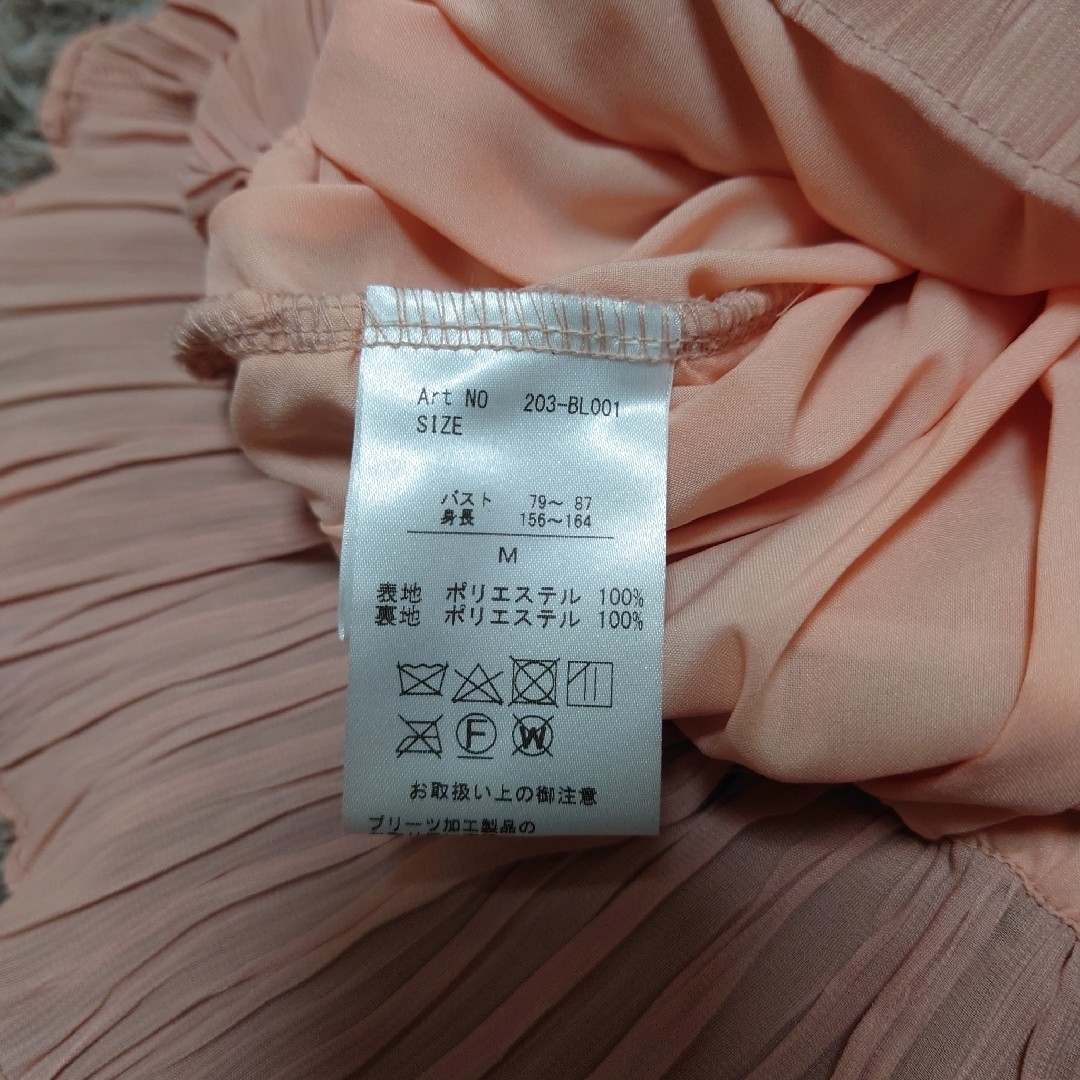 Art NO 203-BL001
SIZE
バスト 79～ 87
身長 156～164
M
表地 ポリエステル 100%
裏地 ポリエステル 100%
F
W
お取扱い上の御注意
プリーツ加工製品の